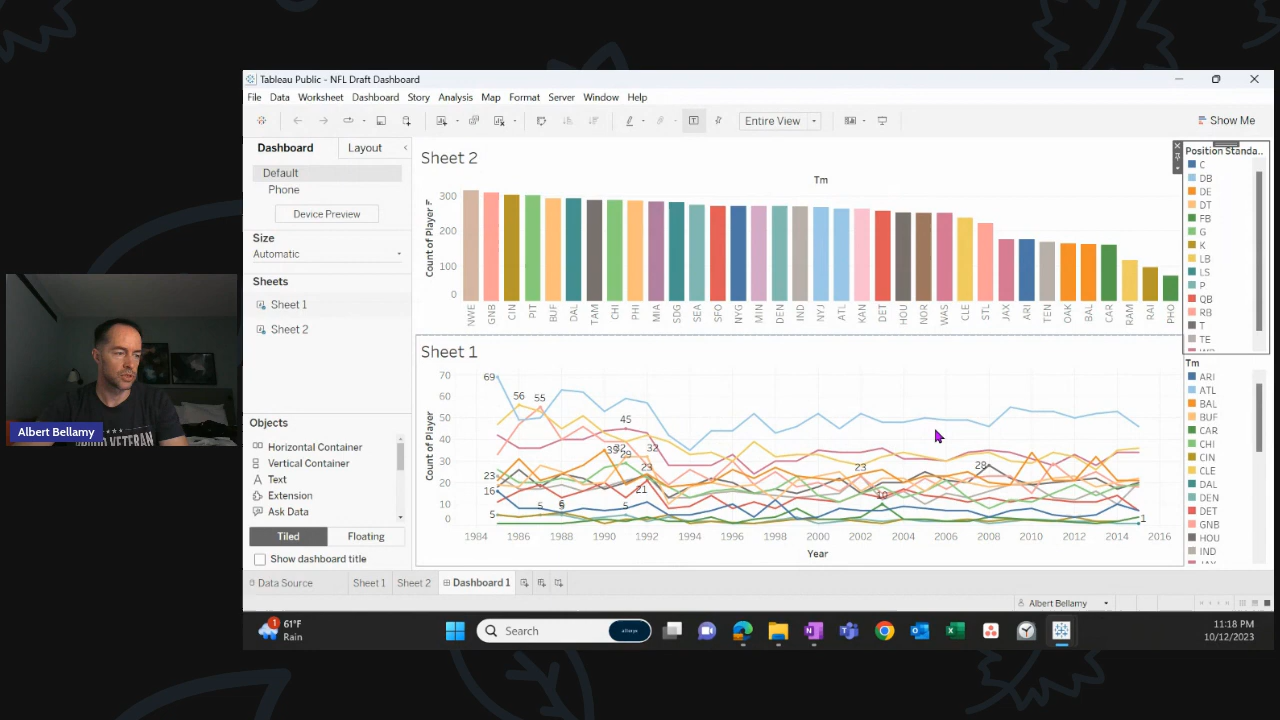 Tableau Public - NFL Draft Dashboard
File Data Worksheet Dashboard Story Analysis Map Format Server Window Help
Entire View
Show Me
Dashboard Layout
Default
Phone
Device Preview
Size
Automatic
Sheets
Sheet 1
Sheet 2
Objects
Horizontal Container
Vertical Container
Text
Extension
Ask Data
Tiled Floating
Show dashboard title
Sheet 2
Tm
Count of Player
300
200
100
0
NWE GNB CIN PIT BUF DAL TAM CHI PHI MIA SDG SEA SFO NYG MIN DEN IND NYJ ATL KAN DET HOU NOR WAS CLE STL JAX ARI TEN OAK BAL CAR RAM RAI PHO
Sheet 1
Count of Player
70
60
50
40
30
20
10
0
69
56
55
45
32
23
23
28
16
21
5
5
5
10
1
1984 1986 1988 1990 1992 1994 1996 1998 2000 2002 2004 2006 2008 2010 2012 2014 2016
Year
Position Standa..
C
DB
DE
DT
FB
G
K
LB
LS
P
QB
RB
T
TE
Tm
ARI
ATL
BAL
BUF
CAR
CHI
CIN
CLE
DAL
DEN
DET
GNB
HOU
IND
Data Source Sheet 1 Sheet 2 Dashboard 1
Albert Bellamy
61°F
Rain
1
Search
11:18 PM
10/12/2023
Albert Bellamy
VETERAN